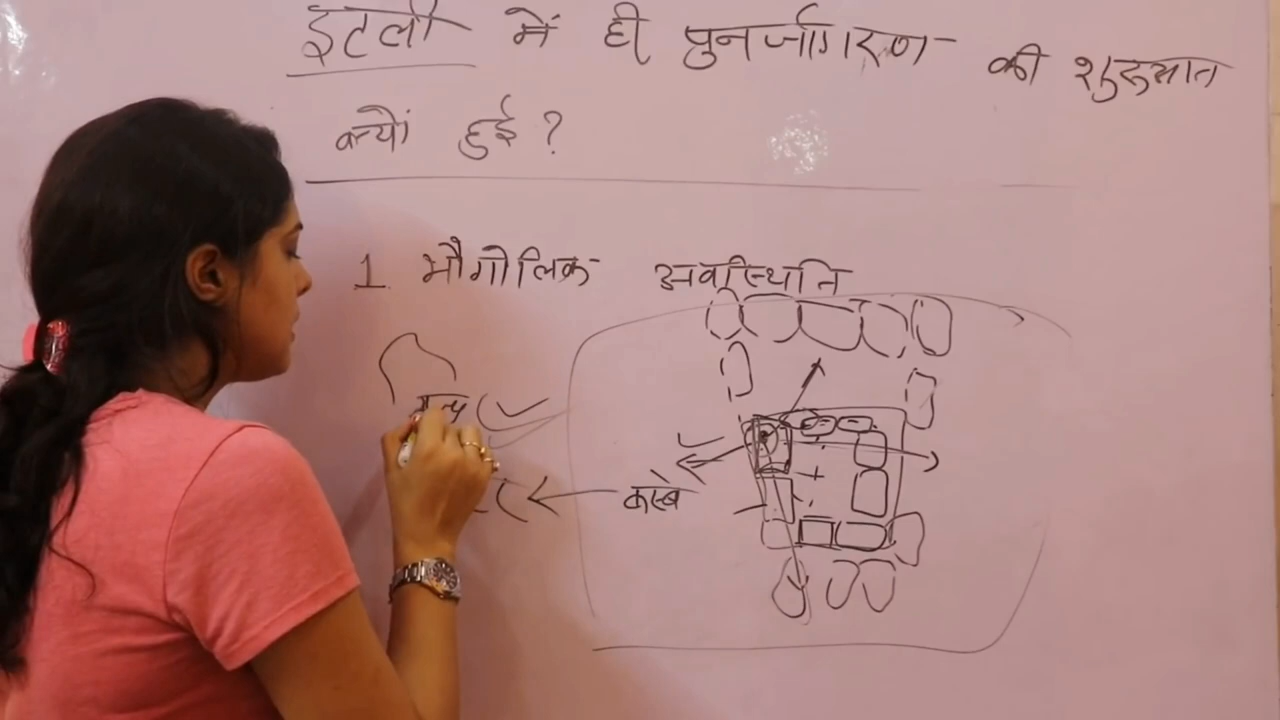 इटली में ही पुनर्जागरण की शुरुआत
क्यों हुई ?
1 भौगोलिक अवस्थिति
कस्बे